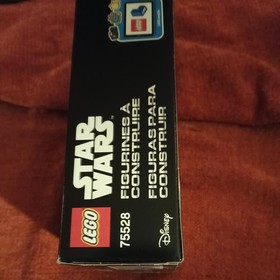 STAR
WARS
FIGURINES À
CONSTRUIRE
FIGURAS PARA
CONSTRUIR
LEGO
75528
Disney